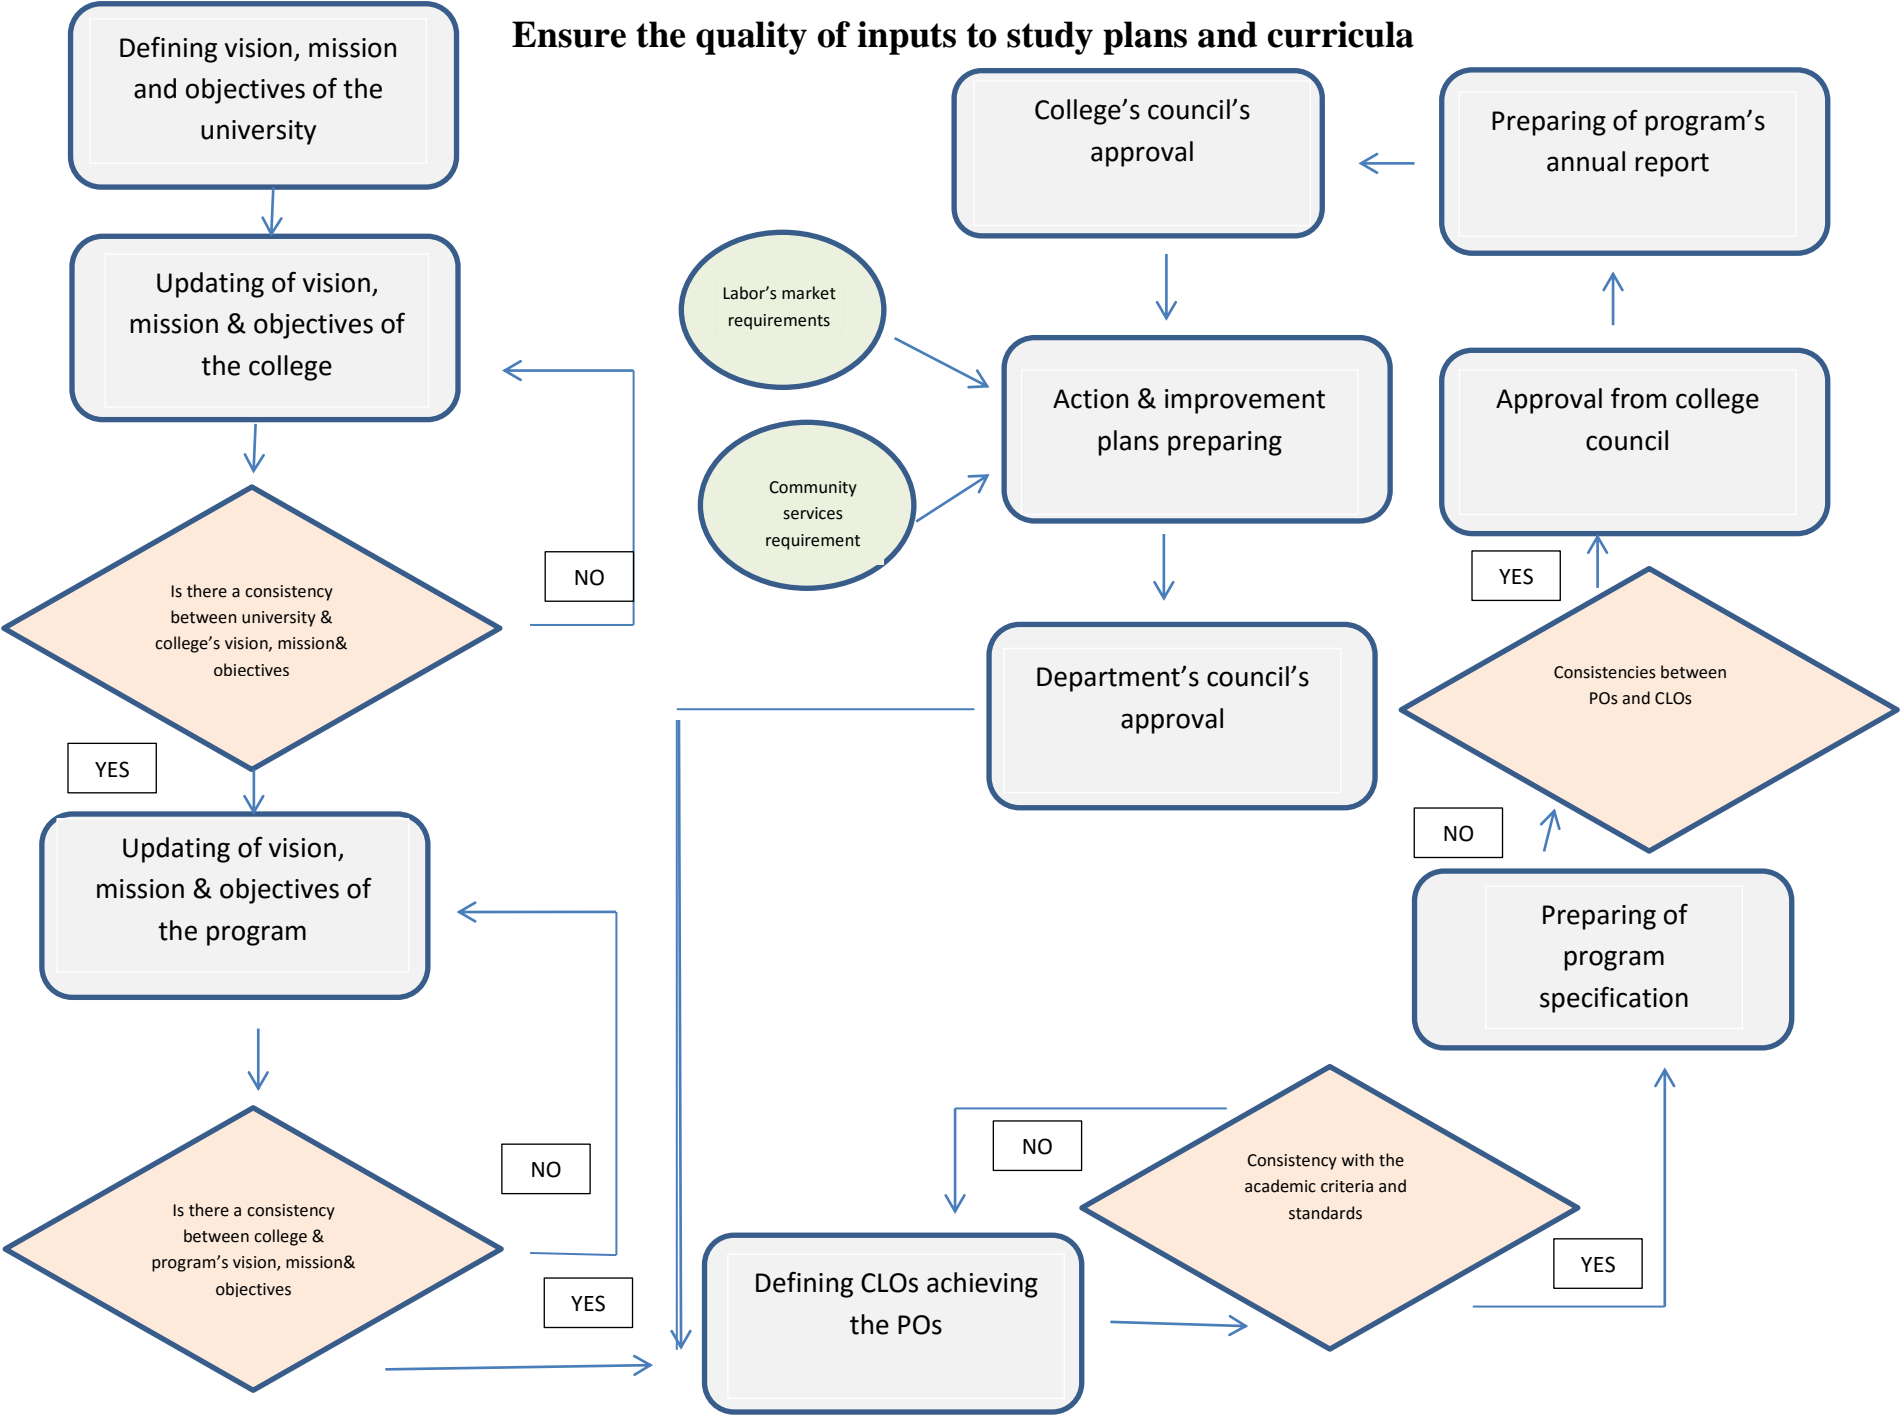 Ensure the quality of inputs to study plans and curricula
Defining vision, mission
and objectives of the
university
Updating of vision,
mission & objectives of
the college
Is there a consistency
between university &
college's vision, mission&
objectives
NO
YES
Updating of vision,
mission & objectives of
the program
Is there a consistency
between college &
program's vision, mission&
objectives
NO
YES
Defining CLOs achieving
the POs
Consistency with the
academic criteria and
standards
NO
YES
Preparing of
program
specification
NO
Consistencies between
POs and CLOs
YES
Approval from college
council
Preparing of program's
annual report
College's council's
approval
Labor's market
requirements
Community
services
requirement
Action & improvement
plans preparing
Department's council's
approval